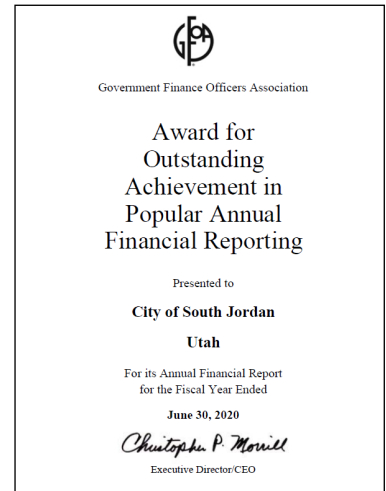 GFOA
Government Finance Officers Association
Award for
Outstanding
Achievement in
Popular Annual
Financial Reporting
Presented to
City of South Jordan
Utah
For its Annual Financial Report
for the Fiscal Year Ended
June 30, 2020
Christopher P. Morrill
Executive Director/CEO